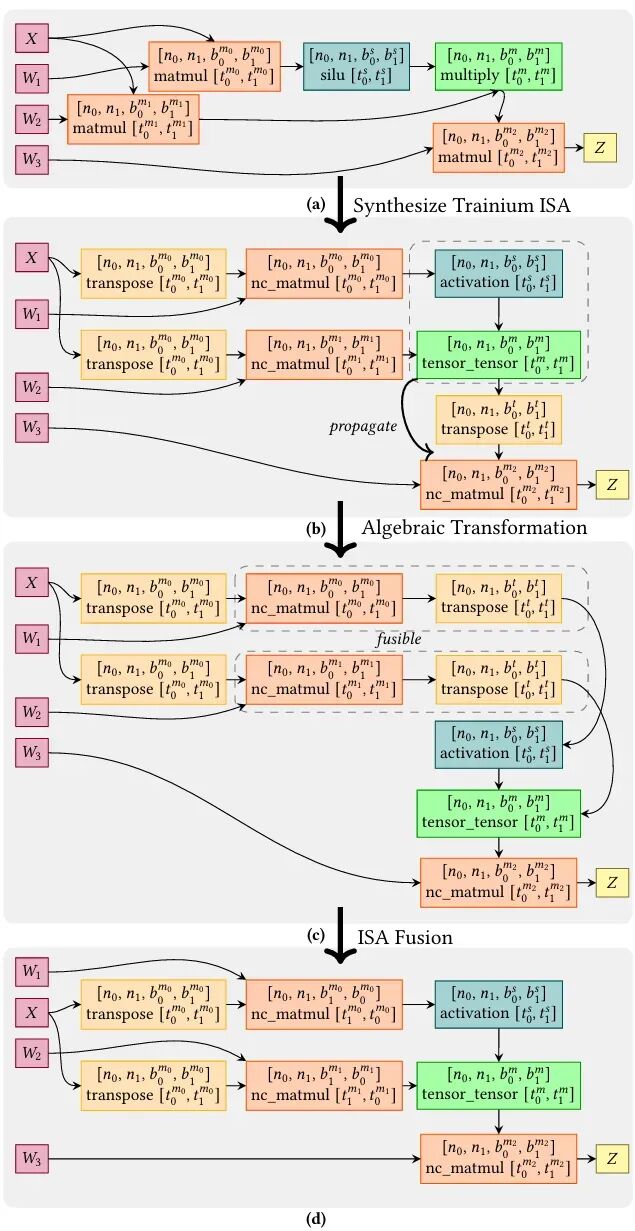 X
W₁
W₂
W₃
[n₀, n₁, b₀^{m₀}, b₁^{m₀}]
matmul [t₀^{m₀}, t₁^{m₀}]
[n₀, n₁, b₀^s, b₁^s]
silu [t₀^s, t₁^s]
[n₀, n₁, b₀^m, b₁^m]
multiply [t₀^m, t₁^m]
[n₀, n₁, b₀^{m₁}, b₁^{m₁}]
matmul [t₀^{m₁}, t₁^{m₁}]
[n₀, n₁, b₀^{m₂}, b₁^{m₂}]
matmul [t₀^{m₂}, t₁^{m₂}]
Z
(a)
Synthesize Trainium ISA
X
W₁
W₂
W₃
[n₀, n₁, b₀^{m₀}, b₁^{m₀}]
transpose [t₀^{m₀}, t₁^{m₀}]
[n₀, n₁, b₀^{m₀}, b₁^{m₀}]
nc_matmul [t₀^{m₀}, t₁^{m₀}]
[n₀, n₁, b₀^s, b₁^s]
activation [t₀^s, t₁^s]
[n₀, n₁, b₀^{m₀}, b₁^{m₀}]
transpose [t₀^{m₀}, t₁^{m₀}]
[n₀, n₁, b₀^{m₁}, b₁^{m₁}]
nc_matmul [t₀^{m₁}, t₁^{m₁}]
[n₀, n₁, b₀^m, b₁^m]
tensor_tensor [t₀^m, t₁^m]
propagate
[n₀, n₁, b₀^t, b₁^t]
transpose [t₀^t, t₁^t]
[n₀, n₁, b₀^{m₂}, b₁^{m₂}]
nc_matmul [t₀^{m₂}, t₁^{m₂}]
Z
(b)
Algebraic Transformation
X
W₁
W₂
W₃
[n₀, n₁, b₀^{m₀}, b₁^{m₀}]
transpose [t₀^{m₀}, t₁^{m₀}]
[n₀, n₁, b₀^{m₀}, b₁^{m₀}]
nc_matmul [t₀^{m₀}, t₁^{m₀}]
[n₀, n₁, b₀^t, b₁^t]
transpose [t₀^t, t₁^t]
fusible
[n₀, n₁, b₀^{m₀}, b₁^{m₀}]
transpose [t₀^{m₀}, t₁^{m₀}]
[n₀, n₁, b₀^{m₁}, b₁^{m₁}]
nc_matmul [t₀^{m₁}, t₁^{m₁}]
[n₀, n₁, b₀^t, b₁^t]
transpose [t₀^t, t₁^t]
[n₀, n₁, b₀^s, b₁^s]
activation [t₀^s, t₁^s]
[n₀, n₁, b₀^m, b₁^m]
tensor_tensor [t₀^m, t₁^m]
[n₀, n₁, b₀^{m₂}, b₁^{m₂}]
nc_matmul [t₀^{m₂}, t₁^{m₂}]
Z
(c)
ISA Fusion
W₁
X
W₂
W₃
[n₀, n₁, b₀^{m₀}, b₁^{m₀}]
transpose [t₀^{m₀}, t₁^{m₀}]
[n₀, n₁, b₁^{m₀}, b₀^{m₀}]
nc_matmul [t₁^{m₀}, t₀^{m₀}]
[n₀, n₁, b₀^s, b₁^s]
activation [t₀^s, t₁^s]
[n₀, n₁, b₀^{m₀}, b₁^{m₀}]
transpose [t₀^{m₀}, t₁^{m₀}]
[n₀, n₁, b₁^{m₁}, b₀^{m₁}]
nc_matmul [t₁^{m₁}, t₀^{m₁}]
[n₀, n₁, b₀^m, b₁^m]
tensor_tensor [t₀^m, t₁^m]
[n₀, n₁, b₀^{m₂}, b₁^{m₂}]
nc_matmul [t₀^{m₂}, t₁^{m₂}]
Z
(d)